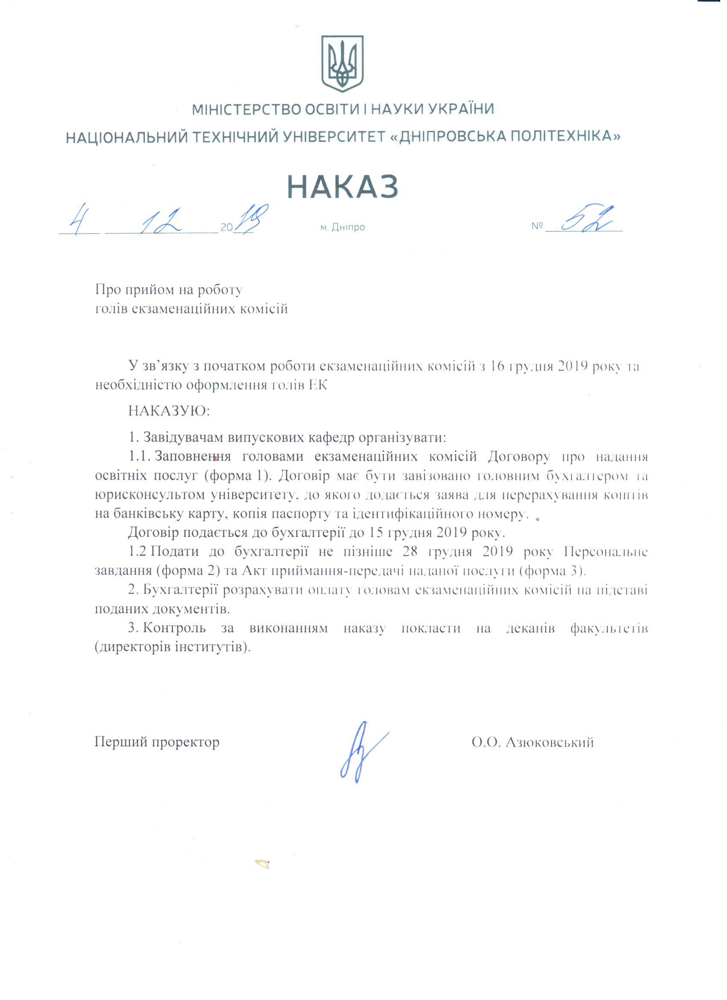 МІНІСТЕРСТВО ОСВІТИ І НАУКИ УКРАЇНИ
НАЦІОНАЛЬНИЙ ТЕХНІЧНИЙ УНІВЕРСИТЕТ «ДНІПРОВСЬКА ПОЛІТЕХНІКА»
НАКАЗ
4 12 2019 м. Дніпро № 52
Про прийом на роботу
голів екзаменаційних комісій
У зв’язку з початком роботи екзаменаційних комісій з 16 грудня 2019 року та
необхідністю оформлення голів ЕК
НАКАЗУЮ:
1. Завідувачам випускових кафедр організувати:
1.1. Заповнення головами екзаменаційних комісій Договору про надання
освітніх послуг (форма 1). Договір має бути завізовано головним бухгалтером та
юрисконсультом університету, до якого додається заява для перерахування коштів
на банківську карту, копія паспорту та ідентифікаційного номеру.
Договір подається до бухгалтерії до 15 грудня 2019 року.
1.2 Подати до бухгалтерії не пізніше 28 грудня 2019 року Персональне
завдання (форма 2) та Акт приймання-передачі наданої послуги (форма 3).
2. Бухгалтерії розрахувати оплату головам екзаменаційних комісій на підставі
поданих документів.
3. Контроль за виконанням наказу покласти на деканів факультетів
(директорів інститутів).
Перший проректор О.О. Азюковський